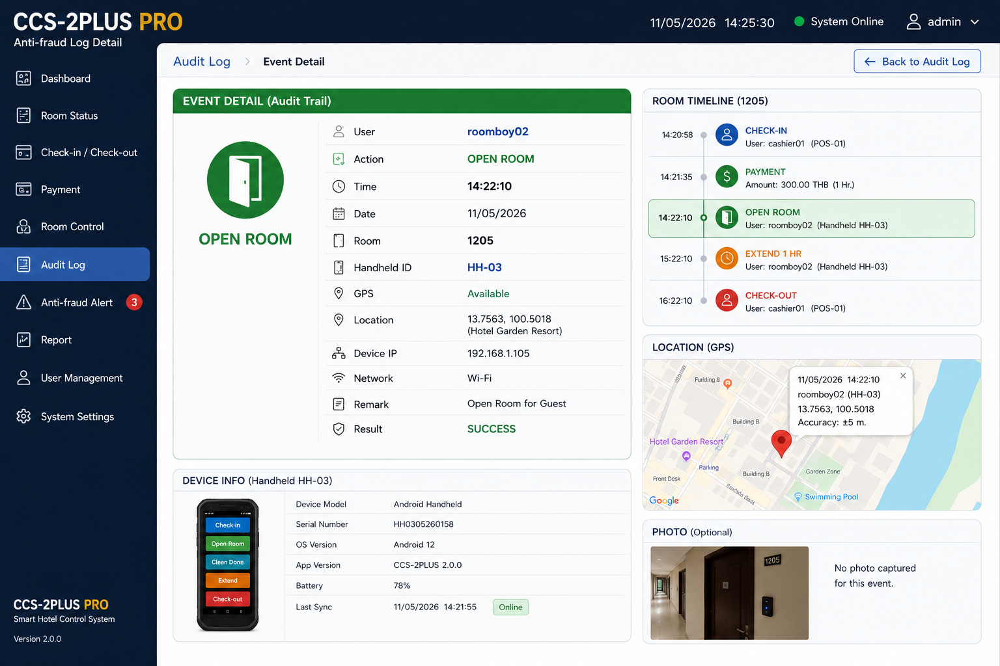 CCS-2PLUS PRO
Anti-fraud Log Detail
11/05/2026 14:25:30
System Online
admin
Dashboard
Room Status
Check-in / Check-out
Payment
Room Control
Audit Log
Anti-fraud Alert 3
Report
User Management
System Settings
CCS-2PLUS PRO
Smart Hotel Control System
Version 2.0.0
Audit Log > Event Detail
← Back to Audit Log
EVENT DETAIL (Audit Trail)
OPEN ROOM
User roomboy02
Action OPEN ROOM
Time 14:22:10
Date 11/05/2026
Room 1205
Handheld ID HH-03
GPS Available
Location 13.7563, 100.5018
(Hotel Garden Resort)
Device IP 192.168.1.105
Network Wi-Fi
Remark Open Room for Guest
Result SUCCESS
DEVICE INFO (Handheld HH-03)
Check-in
Open Room
Clean Done
Extend
Check-out
Device Model Android Handheld
Serial Number HH0305260158
OS Version Android 12
App Version CCS-2PLUS 2.0.0
Battery 78%
Last Sync 11/05/2026 14:21:55 Online
ROOM TIMELINE (1205)
14:20:58 CHECK-IN
User: cashier01 (POS-01)
14:21:35 PAYMENT
Amount: 300.00 THB (1 Hr.)
14:22:10 OPEN ROOM
User: roomboy02 (Handheld HH-03)
15:22:10 EXTEND 1 HR
User: roomboy02 (Handheld HH-03)
16:22:10 CHECK-OUT
User: cashier01 (POS-01)
LOCATION (GPS)
11/05/2026 14:22:10
roomboy02 (HH-03)
13.7563, 100.5018
Accuracy: ±5 m.
Building B
Hotel Garden Resort
Parking
Front Desk
Building B
Garden Zone
Swimming Pool
Google
PHOTO (Optional)
1205
No photo captured
for this event.